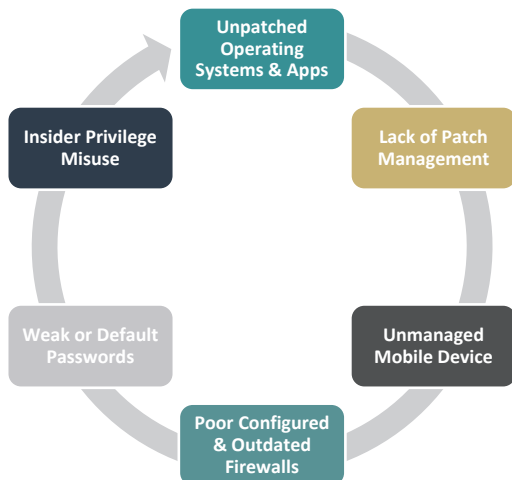 Unpatched
Operating
Systems & Apps
Lack of Patch
Management
Unmanaged
Mobile Device
Poor Configured
& Outdated
Firewalls
Weak or Default
Passwords
Insider Privilege
Misuse